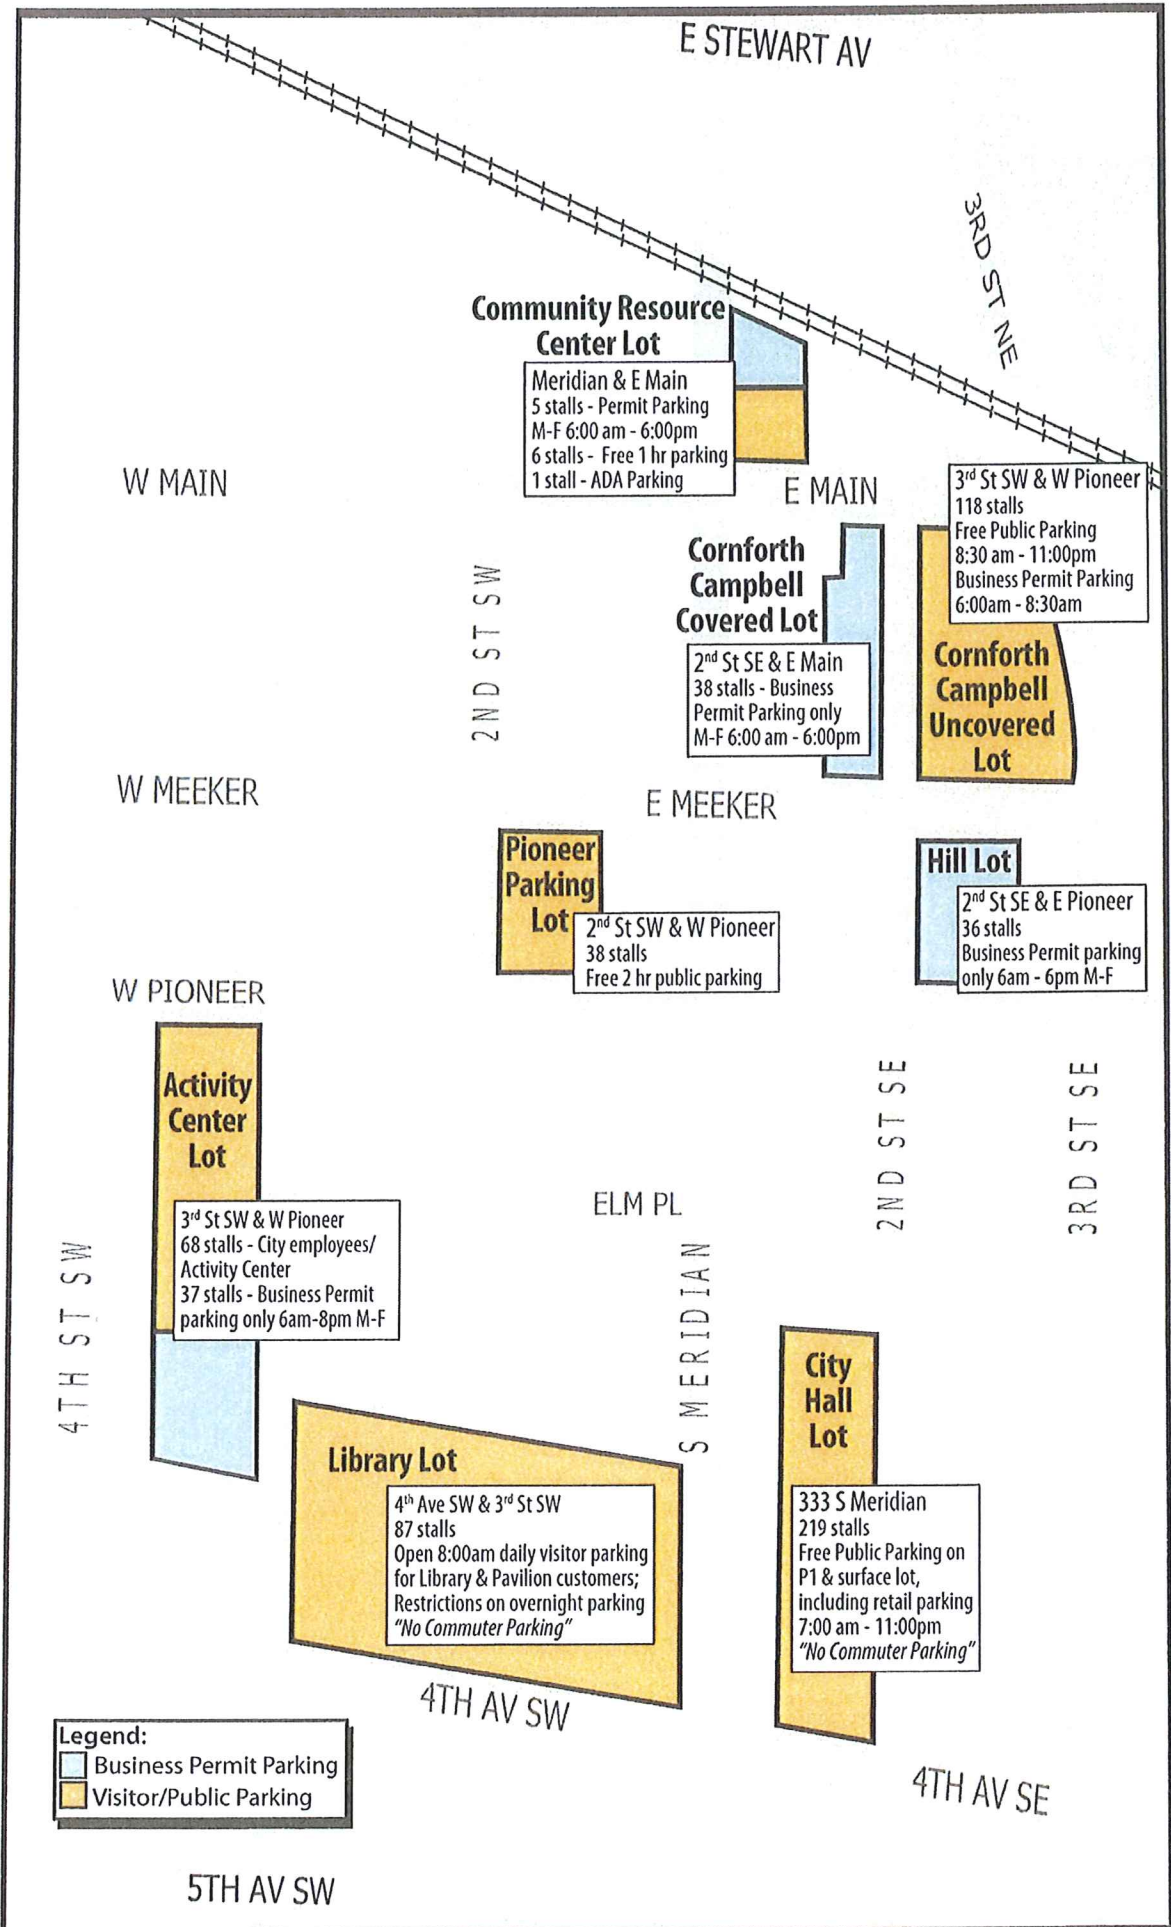 E STEWART AV
3RD ST NE
Community Resource
Center Lot
Meridian & E Main
5 stalls - Permit Parking
M-F 6:00 am - 6:00pm
6 stalls - Free 1 hr parking
1 stall - ADA Parking
W MAIN
E MAIN
3rd St SW & W Pioneer
118 stalls
Free Public Parking
8:30 am - 11:00pm
Business Permit Parking
6:00am - 8:30am
Cornforth
Campbell
Covered Lot
2nd St SE & E Main
38 stalls - Business
Permit Parking only
M-F 6:00 am - 6:00pm
Cornforth
Campbell
Uncovered
Lot
2ND ST SW
W MEEKER
E MEEKER
Pioneer
Parking
Lot
2nd St SW & W Pioneer
38 stalls
Free 2 hr public parking
Hill Lot
2nd St SE & E Pioneer
36 stalls
Business Permit parking
only 6am - 6pm M-F
W PIONEER
Activity
Center
Lot
3rd St SW & W Pioneer
68 stalls - City employees/
Activity Center
37 stalls - Business Permit
parking only 6am-8pm M-F
4TH ST SW
ELM PL
S MERIDIAN
2ND ST SE
3RD ST SE
City
Hall
Lot
333 S Meridian
219 stalls
Free Public Parking on
P1 & surface lot,
including retail parking
7:00 am - 11:00pm
"No Commuter Parking"
Library Lot
4th Ave SW & 3rd St SW
87 stalls
Open 8:00am daily visitor parking
for Library & Pavilion customers;
Restrictions on overnight parking
"No Commuter Parking"
4TH AV SW
4TH AV SE
Legend:
Business Permit Parking
Visitor/Public Parking
5TH AV SW